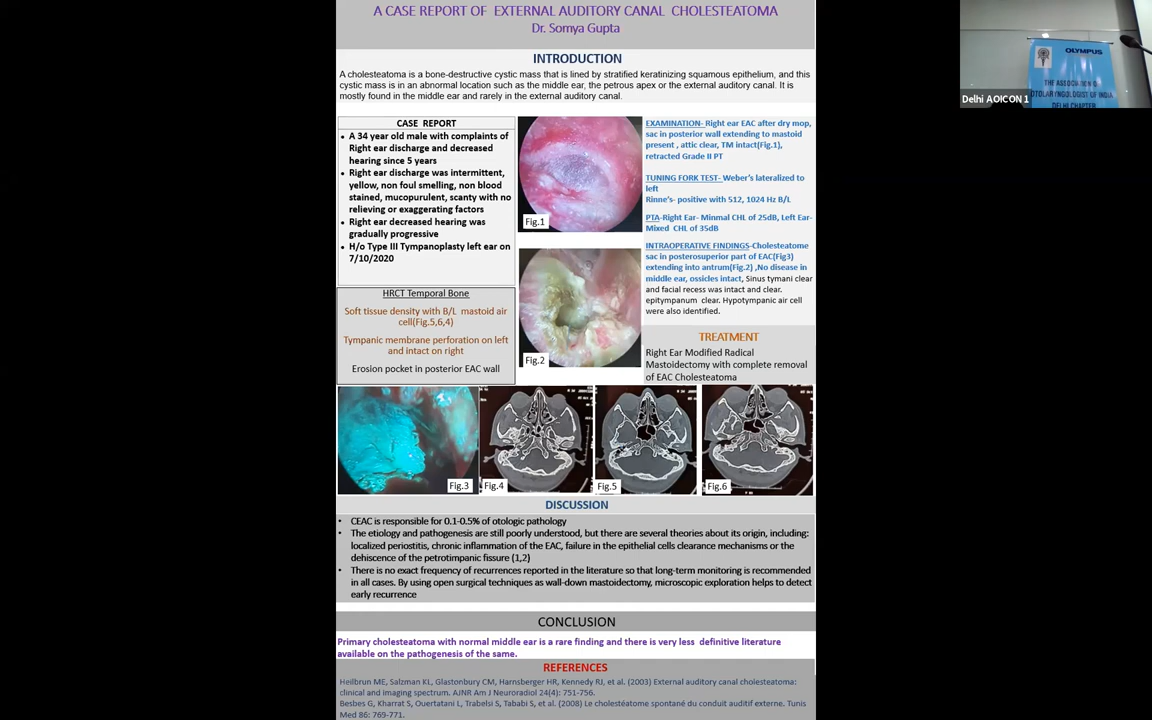 A CASE REPORT OF EXTERNAL AUDITORY CANAL CHOLESTEATOMA
Dr. Somya Gupta
INTRODUCTION
A cholesteatoma is a bone-destructive cystic mass that is lined by stratified keratinizing squamous epithelium, and this
cystic mass is in an abnormal location such as the middle ear, the petrous apex or the external auditory canal. It is
mostly found in the middle ear and rarely in the external auditory canal.
CASE REPORT
• A 34 year old male with complaints of
Right ear discharge and decreased
hearing since 5 years
• Right ear discharge was intermittent,
yellow, non foul smelling, non blood
stained, mucopurulent, scanty with no
relieving or exaggerating factors
• Right ear decreased hearing was
gradually progressive
• H/o Type III Tympanoplasty left ear on
7/10/2020
HRCT Temporal Bone
Soft tissue density with B/L mastoid air
cell(Fig.5,6,4)
Tympanic membrane perforation on left
and intact on right
Erosion pocket in posterior EAC wall
Fig.1
Fig.2
EXAMINATION- Right ear EAC after dry mop,
sac in posterior wall extending to mastoid
present , attic clear, TM intact(Fig.1),
retracted Grade II PT
TUNING FORK TEST- Weber's lateralized to
left
Rinne's- positive with 512, 1024 Hz B/L
PTA-Right Ear- Minmal CHL of 25dB, Left Ear-
Mixed CHL of 35dB
INTRAOPERATIVE FINDINGS-Cholesteatome
sac in posterosuperior part of EAC(Fig3)
extending into antrum(Fig.2) ,No disease in
middle ear, ossicles intact, Sinus tymani clear
and facial recess was intact and clear.
epitympanum clear. Hypotympanic air cell
were also identified.
TREATMENT
Right Ear Modified Radical
Mastoidectomy with complete removal
of EAC Cholesteatoma
Fig.3
Fig.4
Fig.5
Fig.6
DISCUSSION
• CEAC is responsible for 0.1-0.5% of otologic pathology
• The etiology and pathogenesis are still poorly understood, but there are several theories about its origin, including:
localized periostitis, chronic inflammation of the EAC, failure in the epithelial cells clearance mechanisms or the
dehiscence of the petrotimpanic fissure (1,2)
• There is no exact frequency of recurrences reported in the literature so that long-term monitoring is recommended
in all cases. By using open surgical techniques as wall-down mastoidectomy, microscopic exploration helps to detect
early recurrence
CONCLUSION
Primary cholesteatoma with normal middle ear is a rare finding and there is very less definitive literature
available on the pathogenesis of the same.
REFERENCES
Heilbrun ME, Salzman KL, Glastonbury CM, Harnsberger HR, Kennedy RJ, et al. (2003) External auditory canal cholesteatoma:
clinical and imaging spectrum. AJNR Am J Neuroradiol 24(4): 751-756.
Besbes G, Kharrat S, Ouertatani L, Trabelsi S, Tababi S, et al. (2008) Le cholestéatome spontané du conduit auditif externe. Tunis
Med 86: 769-771.
OLYMPUS
THE ASSOCIATION O
OTOLARYNGOLOGIST OF INDIA
DELHI CHAPTER
Delhi AOICON 1